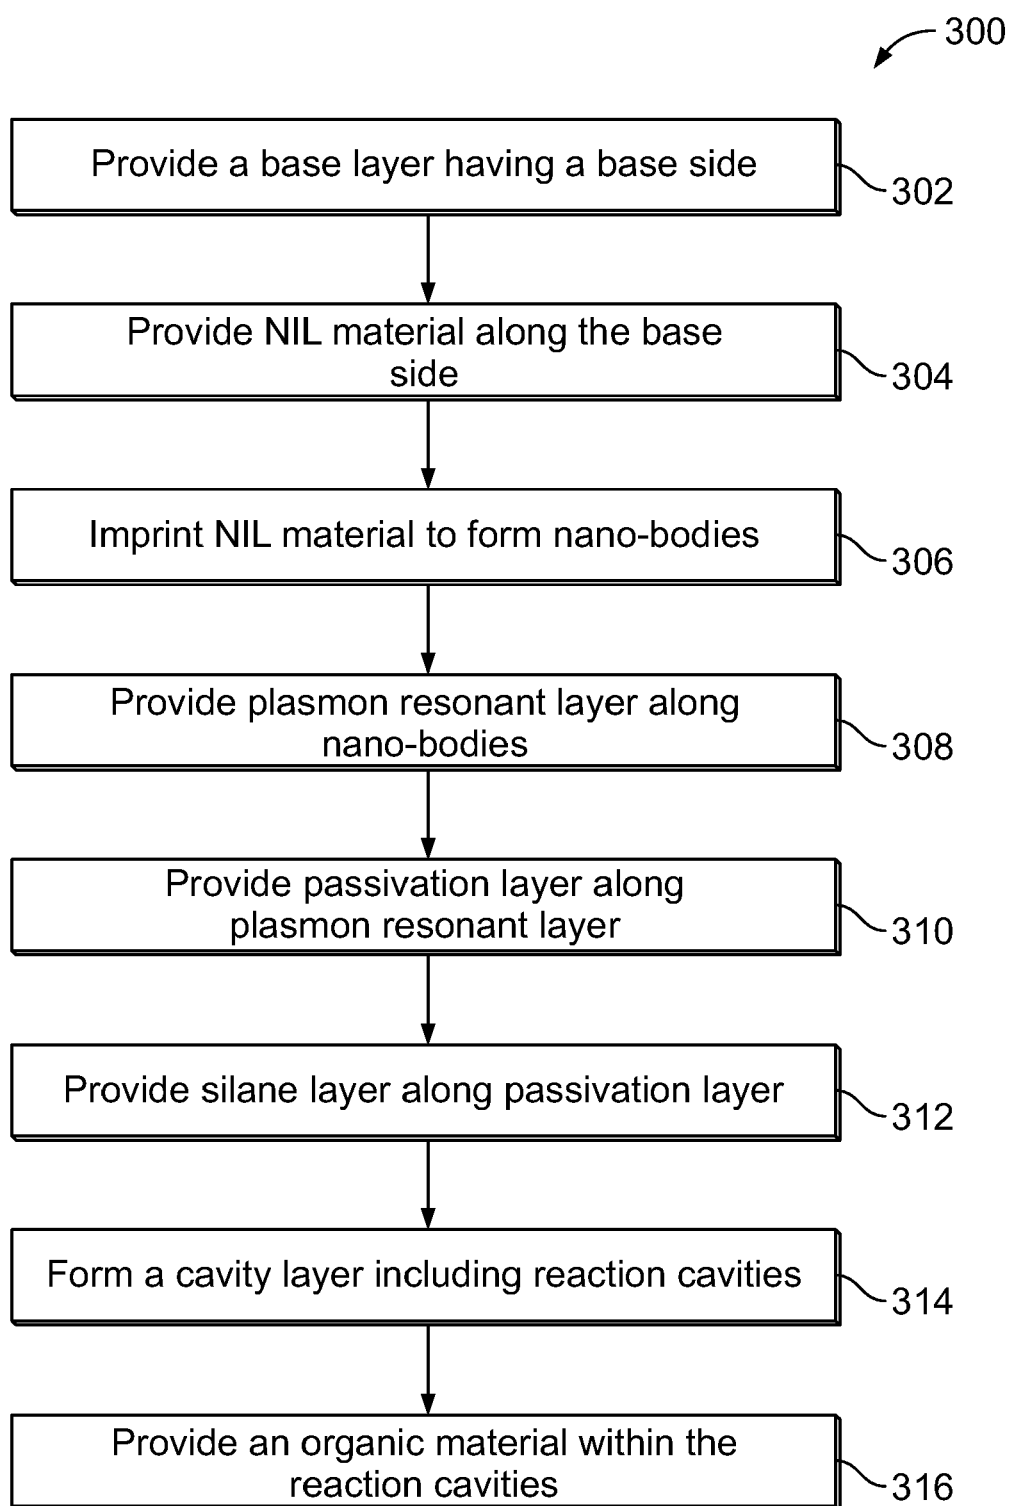 300
Provide a base layer having a base side
302
Provide NIL material along the base
side
304
Imprint NIL material to form nano-bodies
306
Provide plasmon resonant layer along
nano-bodies
308
Provide passivation layer along
plasmon resonant layer
310
Provide silane layer along passivation layer
312
Form a cavity layer including reaction cavities
314
Provide an organic material within the
reaction cavities
316